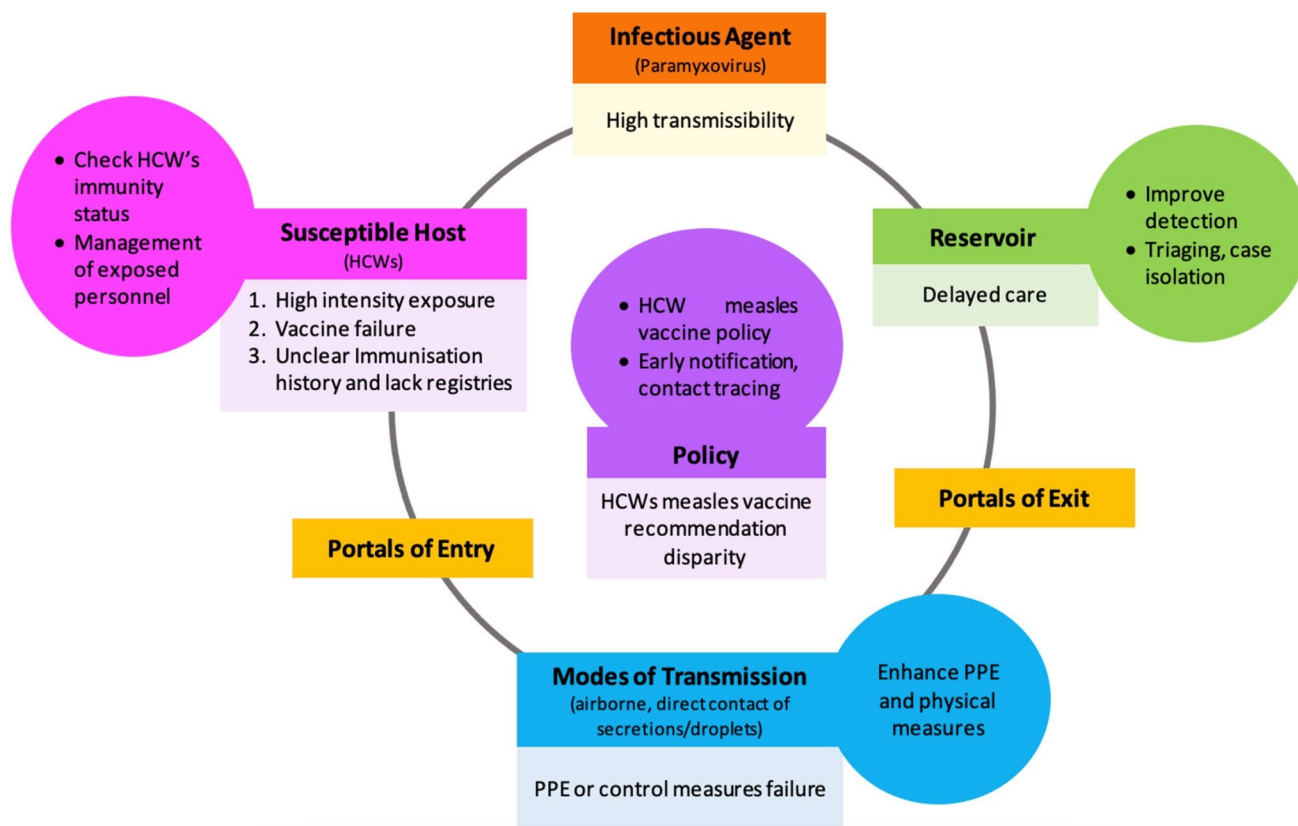 Infectious Agent
(Paramyxovirus)
High transmissibility
• Check HCW's
immunity
status
• Management
of exposed
personnel
Susceptible Host
(HCWs)
1. High intensity exposure
2. Vaccine failure
3. Unclear Immunisation
history and lack registries
• HCW measles
vaccine policy
• Early notification,
contact tracing
Policy
HCWs measles vaccine
recommendation
disparity
• Improve
detection
• Triaging, case
isolation
Reservoir
Delayed care
Portals of Entry
Portals of Exit
Modes of Transmission
(airborne, direct contact of
secretions/droplets)
PPE or control measures failure
Enhance PPE
and physical
measures